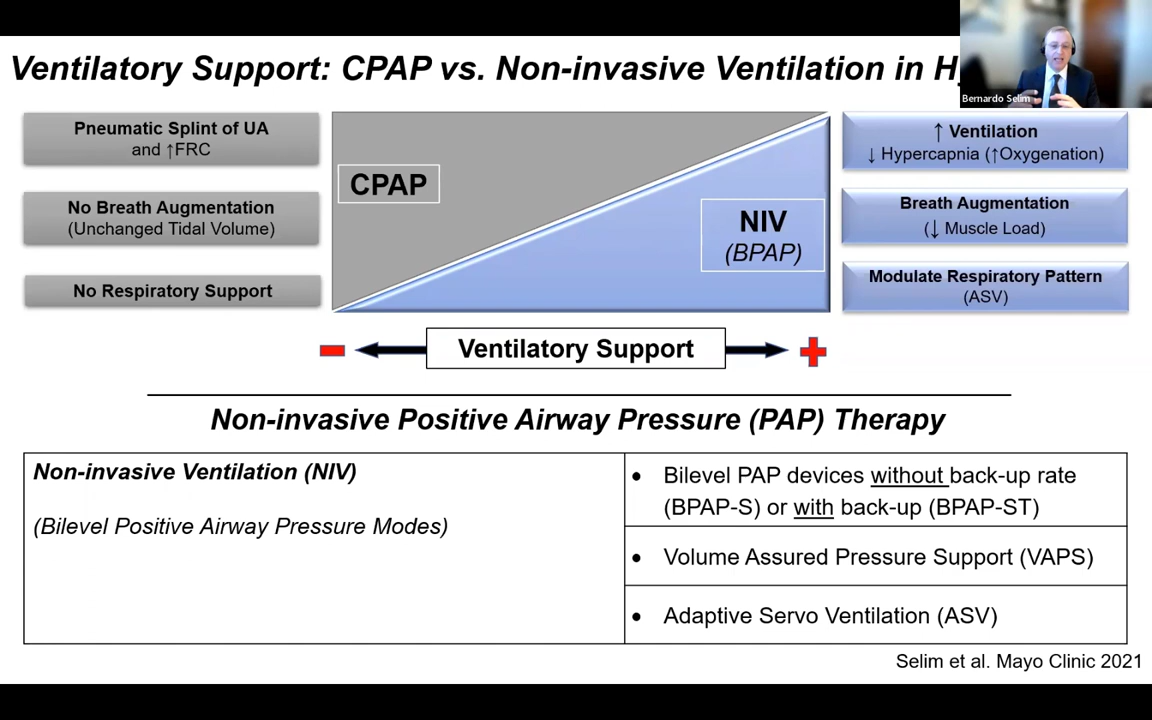 Ventilatory Support: CPAP vs. Non-invasive Ventilation in
Bernardo Selim
Pneumatic Splint of UA
and ↑FRC
No Breath Augmentation
(Unchanged Tidal Volume)
No Respiratory Support
CPAP
NIV
(BPAP)
↑ Ventilation
↓ Hypercapnia (↑Oxygenation)
Breath Augmentation
(↓ Muscle Load)
Modulate Respiratory Pattern
(ASV)
Ventilatory Support
Non-invasive Positive Airway Pressure (PAP) Therapy
Non-invasive Ventilation (NIV)
(Bilevel Positive Airway Pressure Modes)
• Bilevel PAP devices without back-up rate
(BPAP-S) or with back-up (BPAP-ST)
• Volume Assured Pressure Support (VAPS)
• Adaptive Servo Ventilation (ASV)
Selim et al. Mayo Clinic 2021